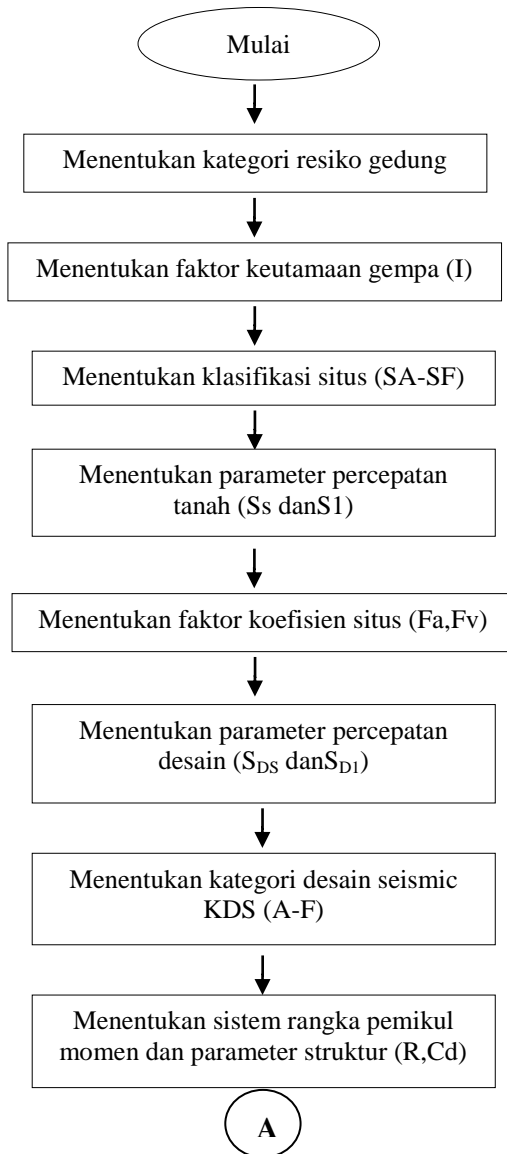 Mulai
Menentukan kategori resiko gedung
Menentukan faktor keutamaan gempa (I)
Menentukan klasifikasi situs (SA-SF)
Menentukan parameter percepatan
tanah (Ss danS1)
Menentukan faktor koefisien situs (Fa,Fv)
Menentukan parameter percepatan
desain (S_DS danS_D1)
Menentukan kategori desain seismic
KDS (A-F)
Menentukan sistem rangka pemikul
momen dan parameter struktur (R,Cd)
A